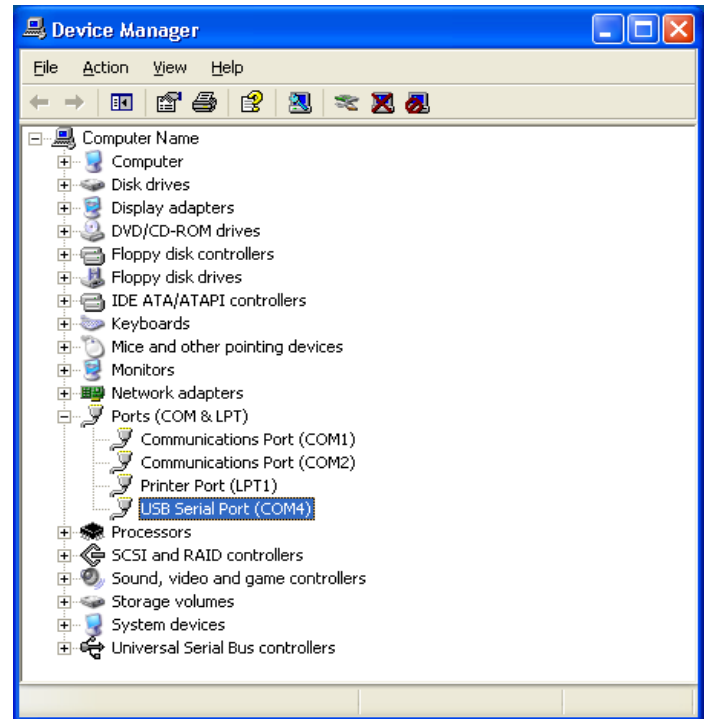 Device Manager
File Action View Help
Computer Name
Computer
Disk drives
Display adapters
DVD/CD-ROM drives
Floppy disk controllers
Floppy disk drives
IDE ATA/ATAPI controllers
Keyboards
Mice and other pointing devices
Monitors
Network adapters
Ports (COM & LPT)
Communications Port (COM1)
Communications Port (COM2)
Printer Port (LPT1)
USB Serial Port (COM4)
Processors
SCSI and RAID controllers
Sound, video and game controllers
Storage volumes
System devices
Universal Serial Bus controllers